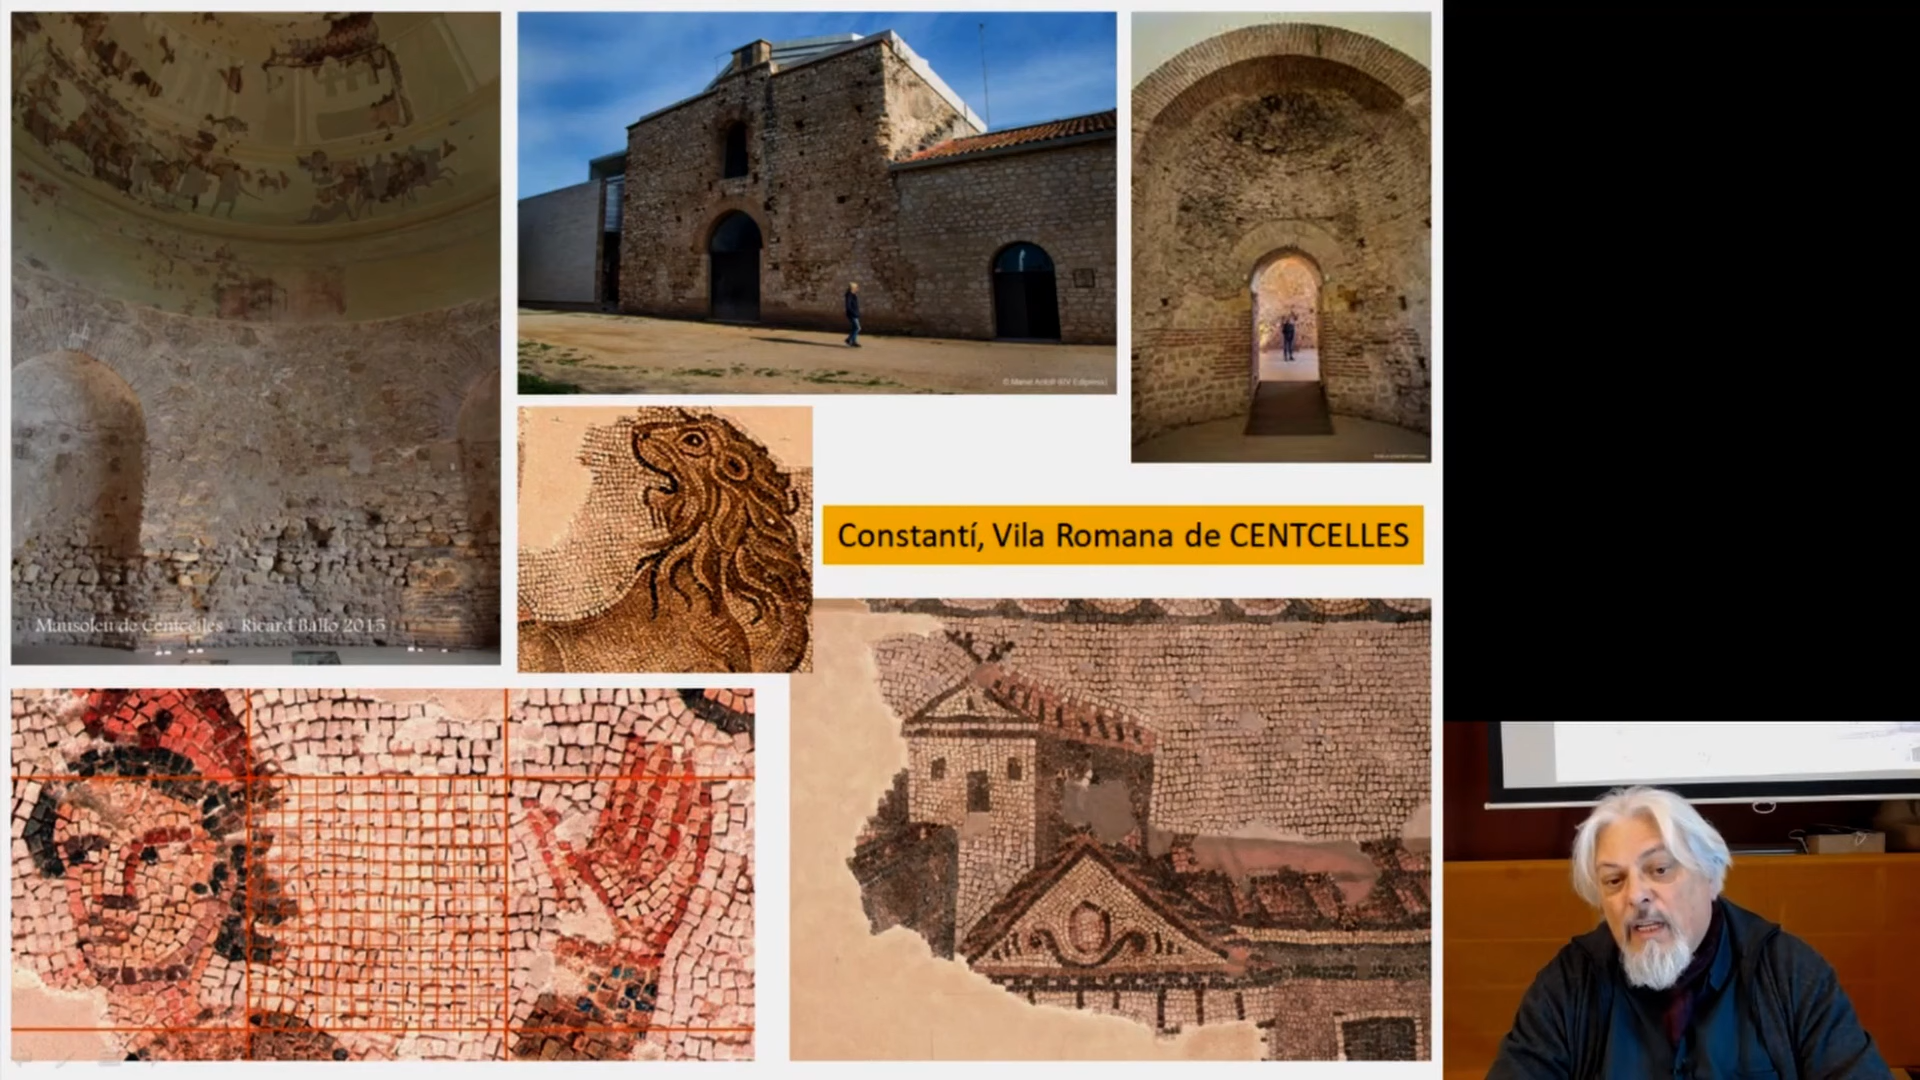 Mausoleu de Centcelles Ricard Ballo 2015
Constantí, Vila Romana de CENTCELLES